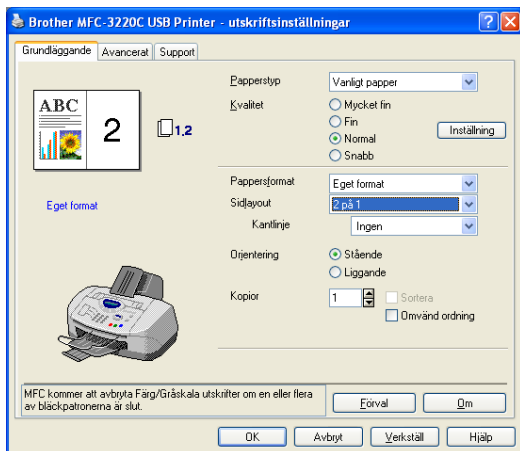 Brother MFC-3220C USB Printer - utskriftsinställningar
Grundläggande Avancerat Support
ABC
2
1.2
Eget format
Papperstyp Vanligt papper
Kvalitet Mycket fin
Fin
Normal
Snabb
Inställning
Pappersformat Eget format
Sidlayout 2 på 1
Kantlinje Ingen
Orientering Stående
Liggande
Kopior 1 Sortera
Omvänd ordning
MFC kommer att avbryta Färg/Gråskala utskrifter om en eller flera
av bläckpatronerna är slut.
Förval Om
OK Avbryt Verkställ Hjälp